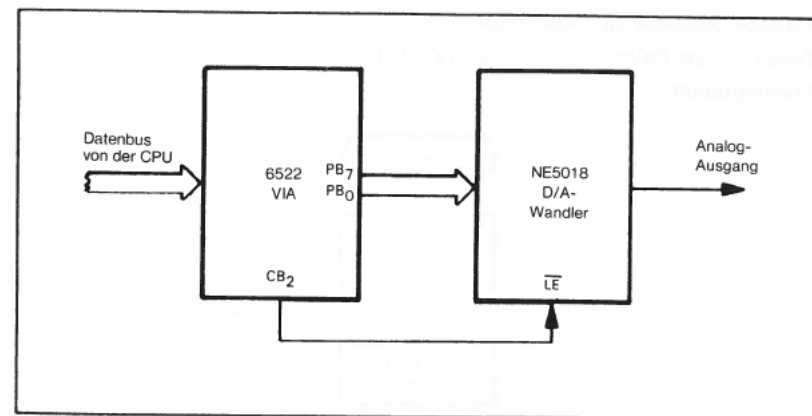 Datenbus
von der CPU
6522
VIA
PB7
PB0
CB2
NE5018
D/A-
Wandler
LE
Analog-
Ausgang